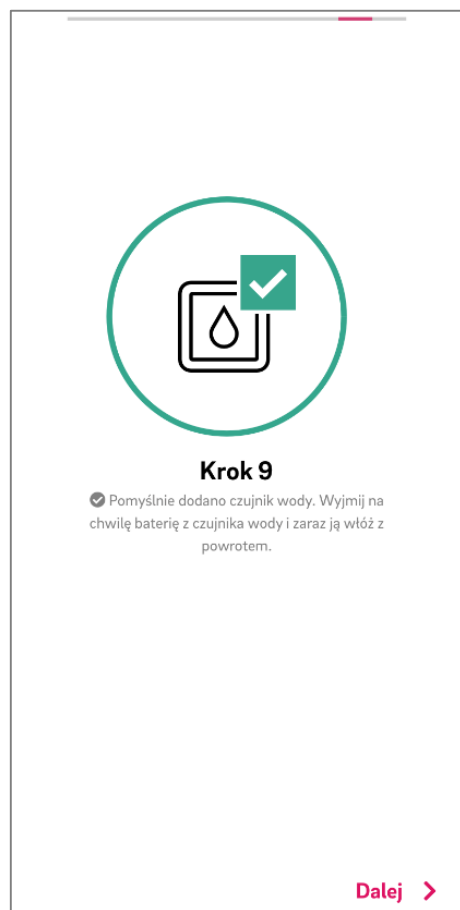 Krok 9
Pomyślnie dodano czujnik wody. Wyjmij na
chwilę baterię z czujnika wody i zaraz ją włóż z
powrotem.
Dalej